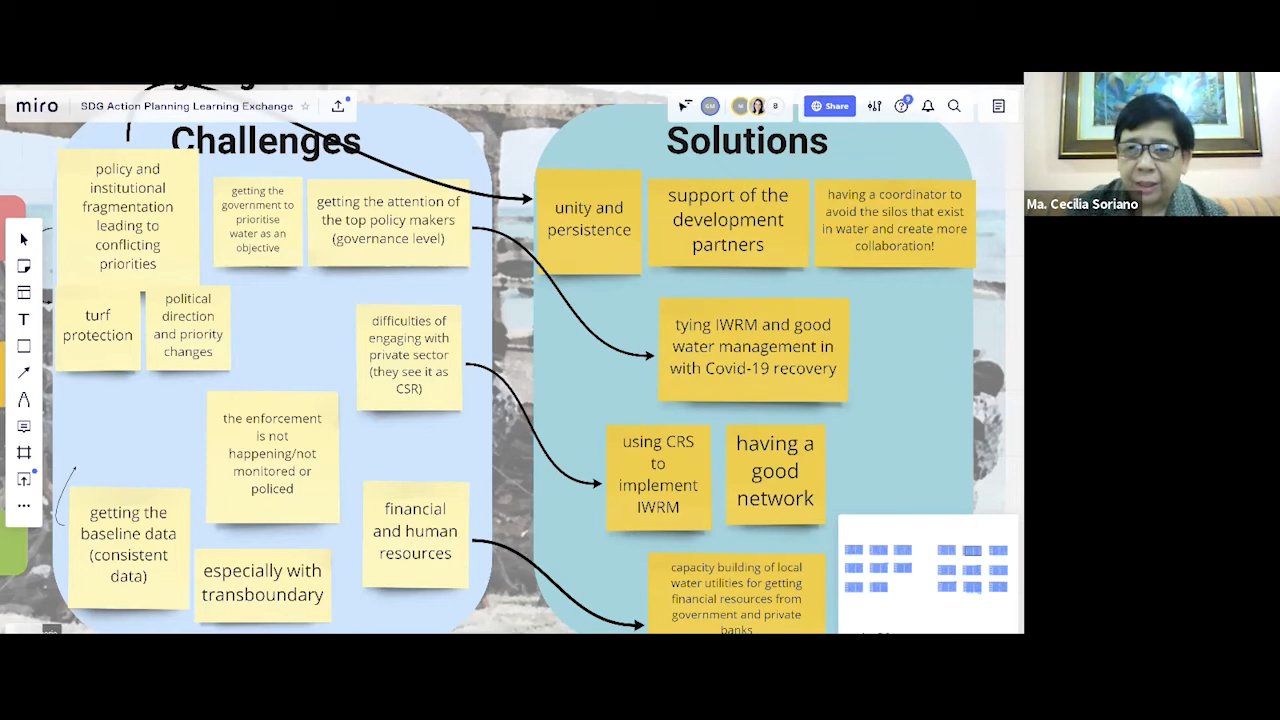 miro
SDG Action Planning Learning Exchange
8
Share
9
Challenges
Solutions
policy and
institutional
fragmentation
leading to
conflicting
priorities
getting the
government to
prioritise
water as an
objective
getting the attention of
the top policy makers
(governance level)
turf
protection
political
direction
and priority
changes
difficulties of
engaging with
private sector
(they see it as
CSR)
the enforcement
is not
happening/not
monitored or
policed
getting the
baseline data
(consistent
data)
especially with
transboundary
financial
and human
resources
unity and
persistence
support of the
development
partners
having a coordinator to
avoid the silos that exist
in water and create more
collaboration!
tying IWRM and good
water management in
with Covid-19 recovery
using CRS
to
implement
IWRM
having a
good
network
capacity building of local
water utilities for getting
financial resources from
government and private
banks
T
Ma. Cecilia Soriano